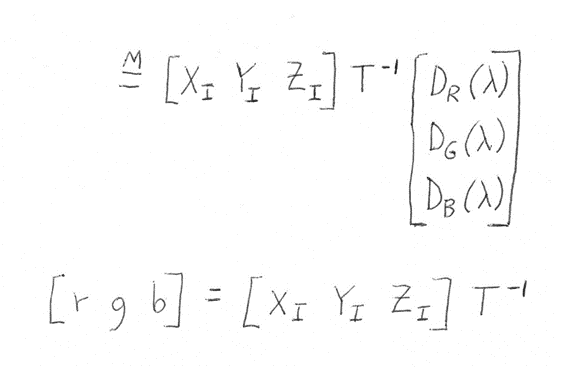 M= [X_I Y_I Z_I] T^-1 [D_R(λ)
D_G(λ)
D_B(λ)]
[r g b] = [X_I Y_I Z_I] T^-1